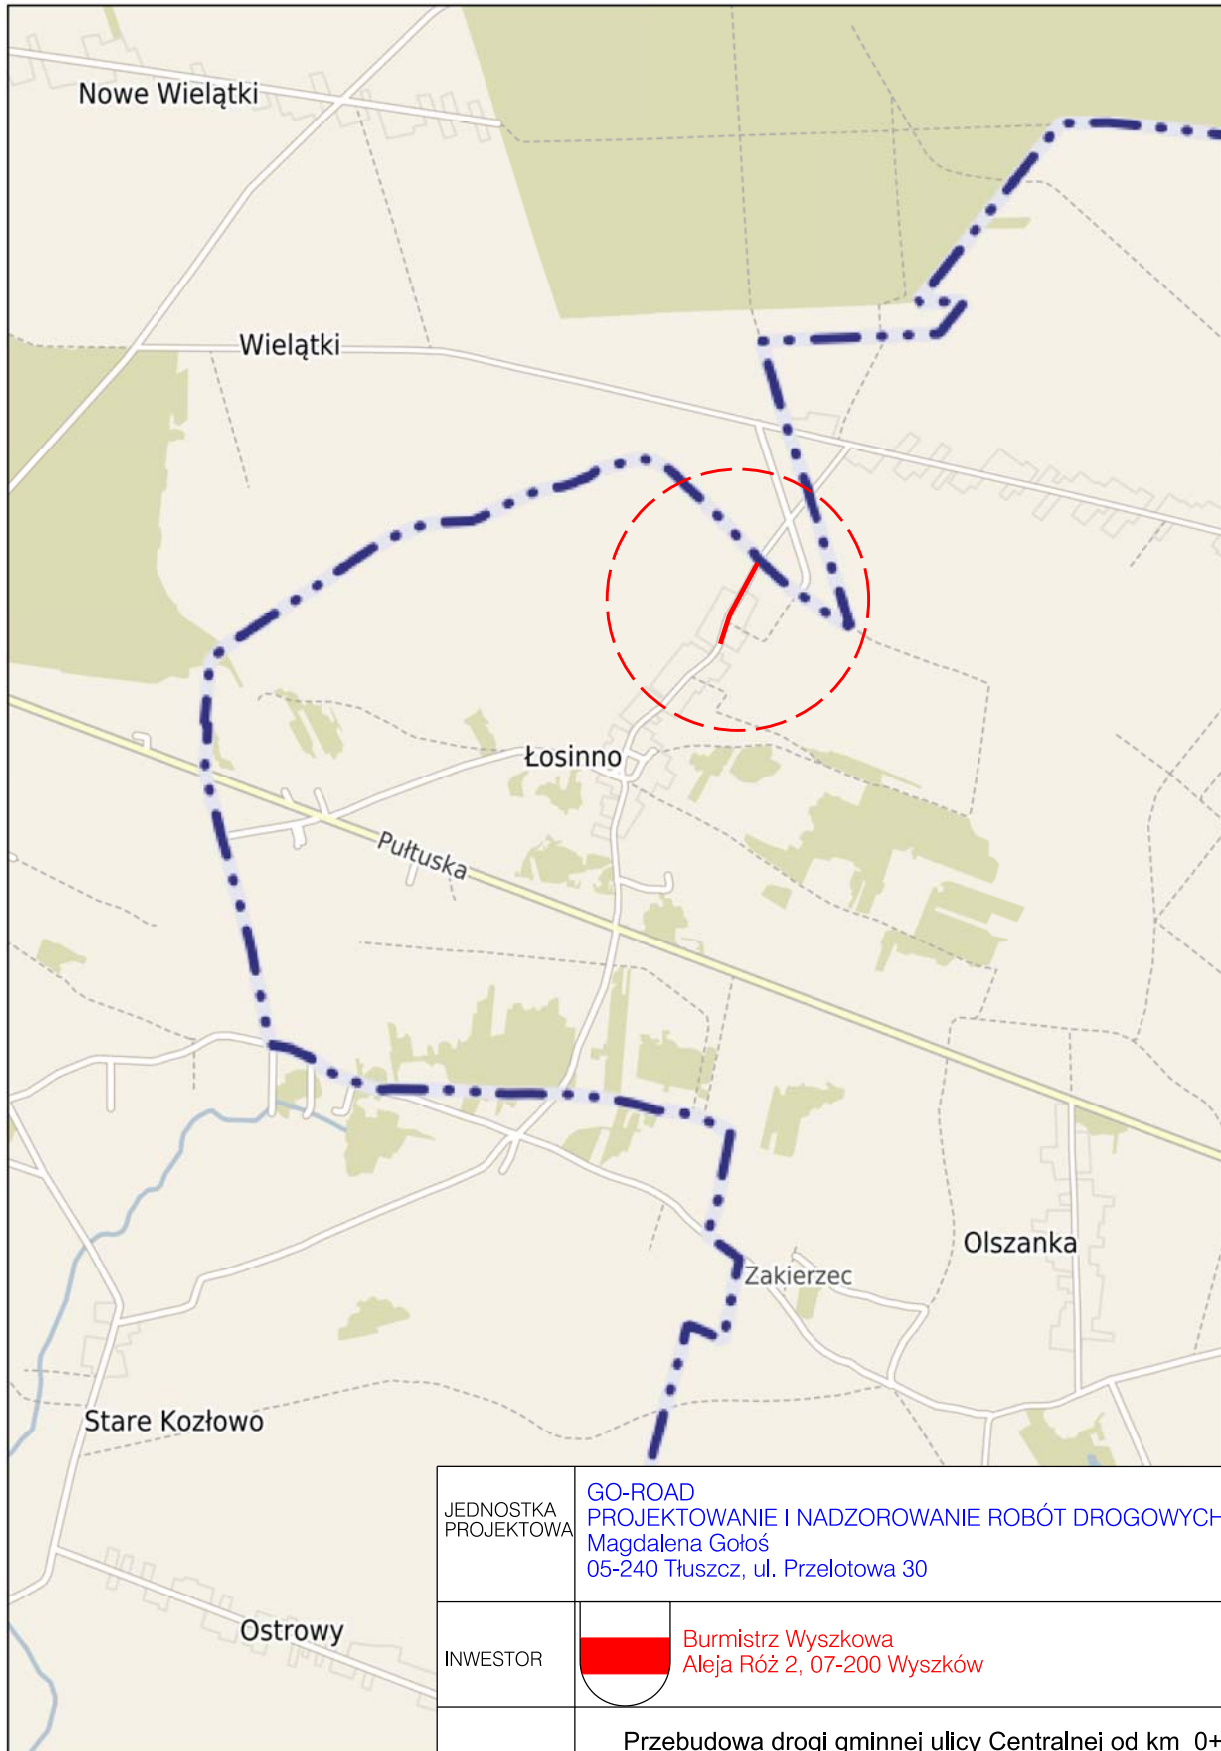 Nowe Wielątki
Wielątki
Łosinno
Pułtuska
Olszanka
Zakierzec
Stare Kozłowo
Ostrowy
JEDNOSTKA
PROJEKTOWA
GO-ROAD
PROJEKTOWANIE I NADZOROWANIE ROBÓT DROGOWYCH
Magdalena Gołoś
05-240 Tłuszcz, ul. Przelotowa 30
INWESTOR
Burmistrz Wyszkowa
Aleja Róż 2, 07-200 Wyszków
Przebudowa drogi gminnej ulicy Centralnej od km 0+